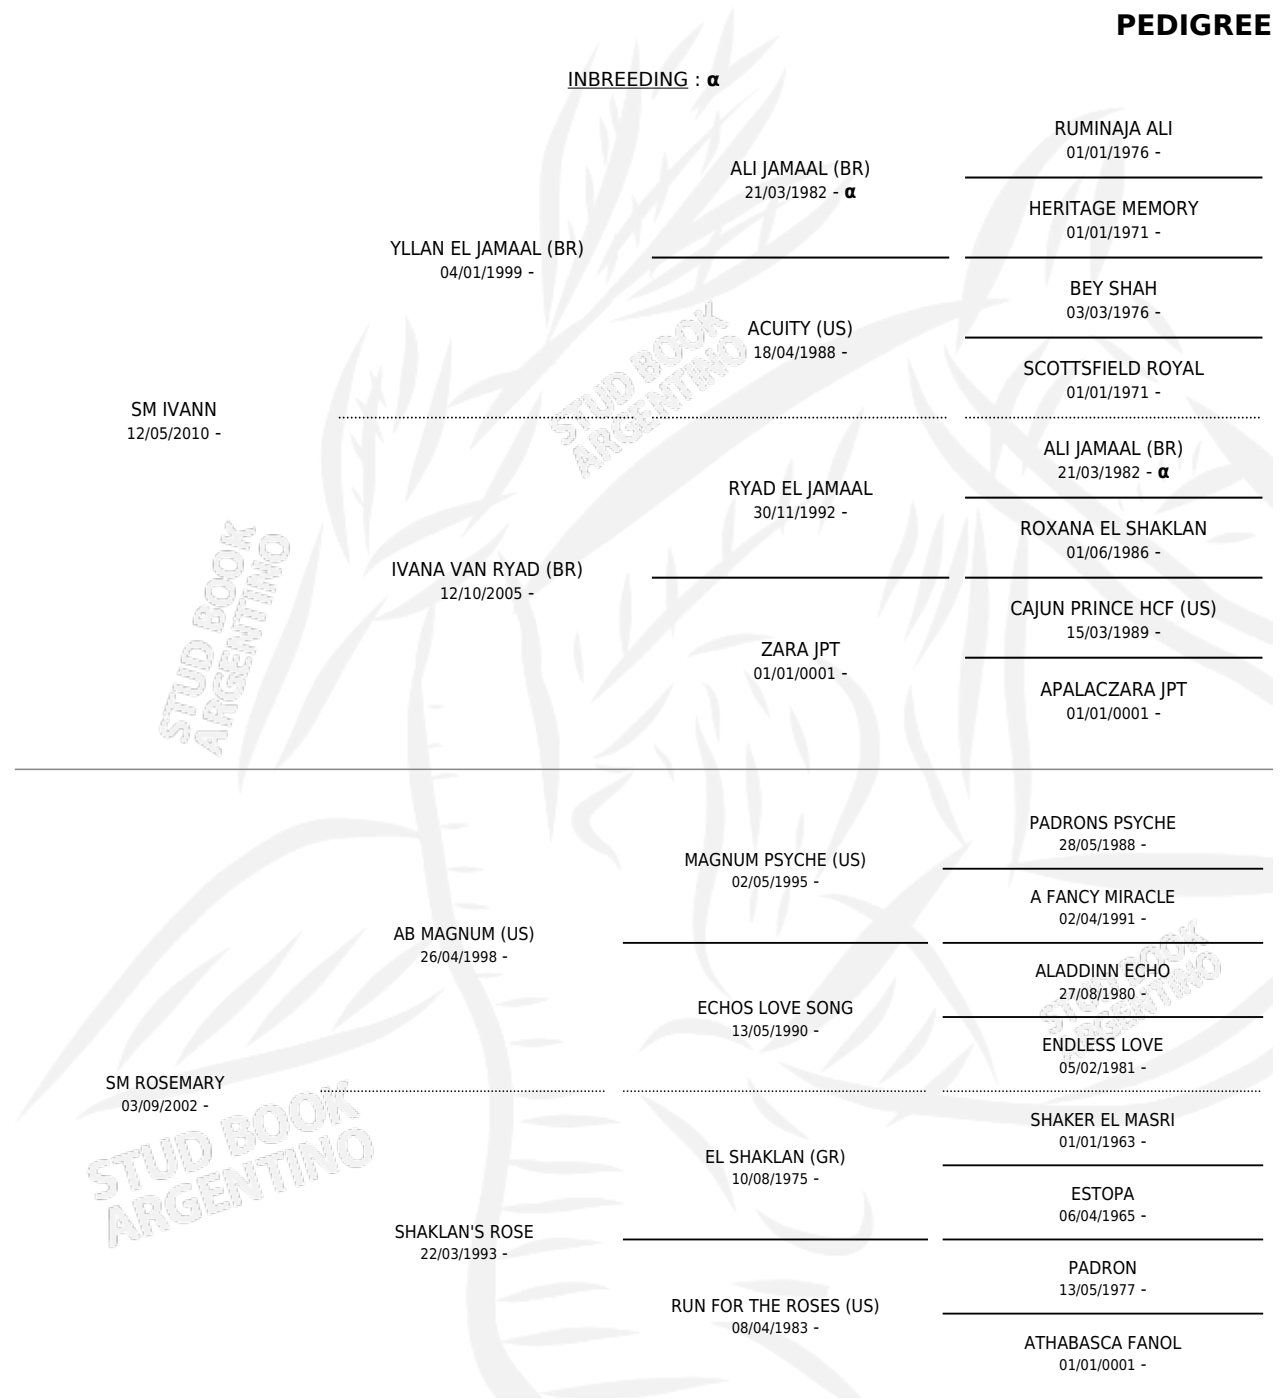 PEDIGREE
INBREEDING : α
RUMINAJA ALI
01/01/1976 -
ALI JAMAAL (BR)
21/03/1982 - α
HERITAGE MEMORY
01/01/1971 -
YLLAN EL JAMAAL (BR)
04/01/1999 -
BEY SHAH
03/03/1976 -
ACUITY (US)
18/04/1988 -
SCOTTSFIELD ROYAL
01/01/1971 -
SM IVANN
12/05/2010 -
ALI JAMAAL (BR)
21/03/1982 - α
RYAD EL JAMAAL
30/11/1992 -
ROXANA EL SHAKLAN
01/06/1986 -
IVANA VAN RYAD (BR)
12/10/2005 -
CAJUN PRINCE HCF (US)
15/03/1989 -
ZARA JPT
01/01/0001 -
APALACZARA JPT
01/01/0001 -
PADRONS PSYCHE
28/05/1988 -
MAGNUM PSYCHE (US)
02/05/1995 -
A FANCY MIRACLE
02/04/1991 -
AB MAGNUM (US)
26/04/1998 -
ALADDINN ECHO
27/08/1980 -
ECHOS LOVE SONG
13/05/1990 -
ENDLESS LOVE
05/02/1981 -
SM ROSEMARY
03/09/2002 -
SHAKER EL MASRI
01/01/1963 -
EL SHAKLAN (GR)
10/08/1975 -
ESTOPA
06/04/1965 -
SHAKLAN'S ROSE
22/03/1993 -
PADRON
13/05/1977 -
RUN FOR THE ROSES (US)
08/04/1983 -
ATHABASCA FANOL
01/01/0001 -
STUD BOOK
ARGENTINO
STUD BOOK
ARGENTINO
STUD BOOK
ARGENTINO
STUD BOOK
ARGENTINO